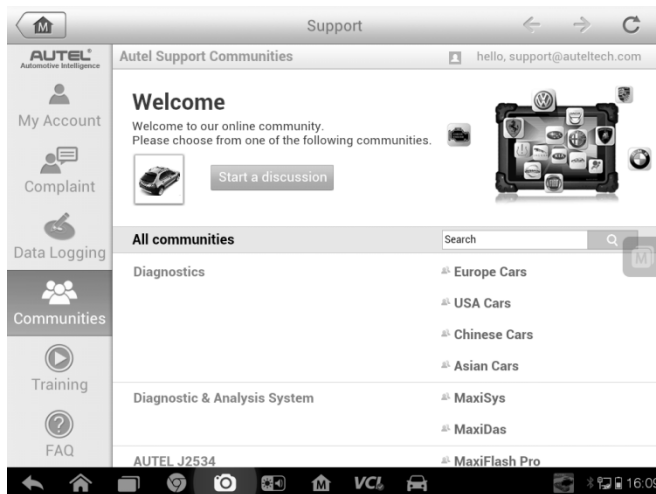 M Support
AUTEL®
Automotive Intelligence
Autel Support Communities hello, support@auteltech.com
My Account
Complaint
Data Logging
Communities
Training
FAQ
Welcome
Welcome to our online community.
Please choose from one of the following communities.
Start a discussion
All communities Search
M
Diagnostics Europe Cars
USA Cars
Chinese Cars
Asian Cars
Diagnostic & Analysis System MaxiSys
MaxiDas
AUTEL J2534 MaxiFlash Pro
M VCI 16:09